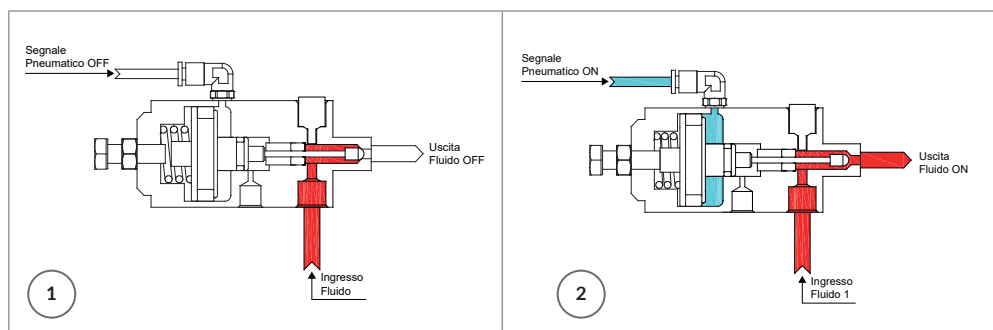 Segnale
Pneumatico OFF
Uscita
Fluido OFF
Ingresso
Fluido
1
Segnale
Pneumatico ON
Uscita
Fluido ON
Ingresso
Fluido 1
2